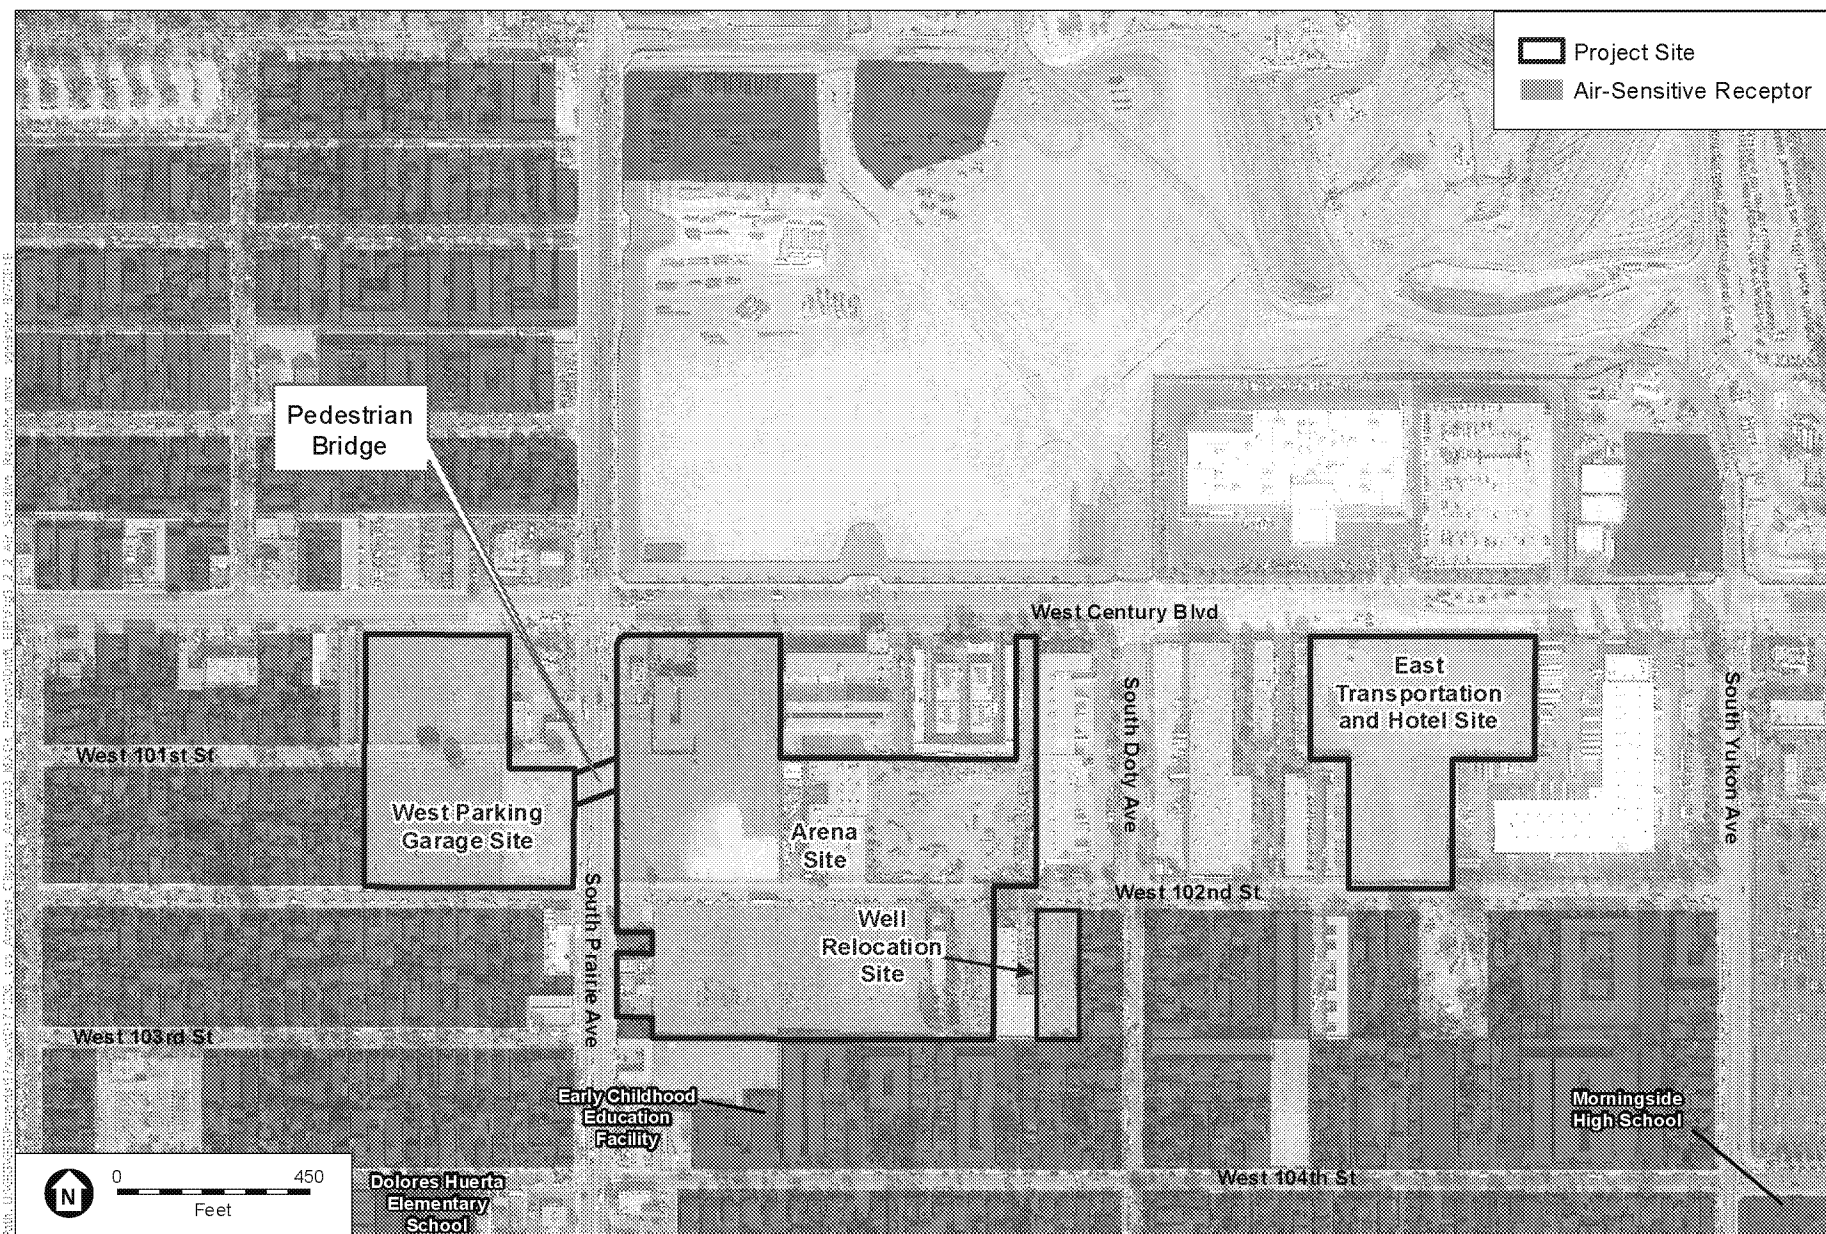 Project Site
Air-Sensitive Receptor
Pedestrian
Bridge
West Century Blvd
East
Transportation
and Hotel Site
South Doty Ave
South Yukon Ave
West 101st St
West Parking
Garage Site
Arena
Site
South Prairie Ave
West 102nd St
Well
Relocation
Site
West 103rd St
Early Childhood
Education
Facility
Morningside
High School
West 104th St
Dolores Huerta
Elementary
School
N
0 450
Feet